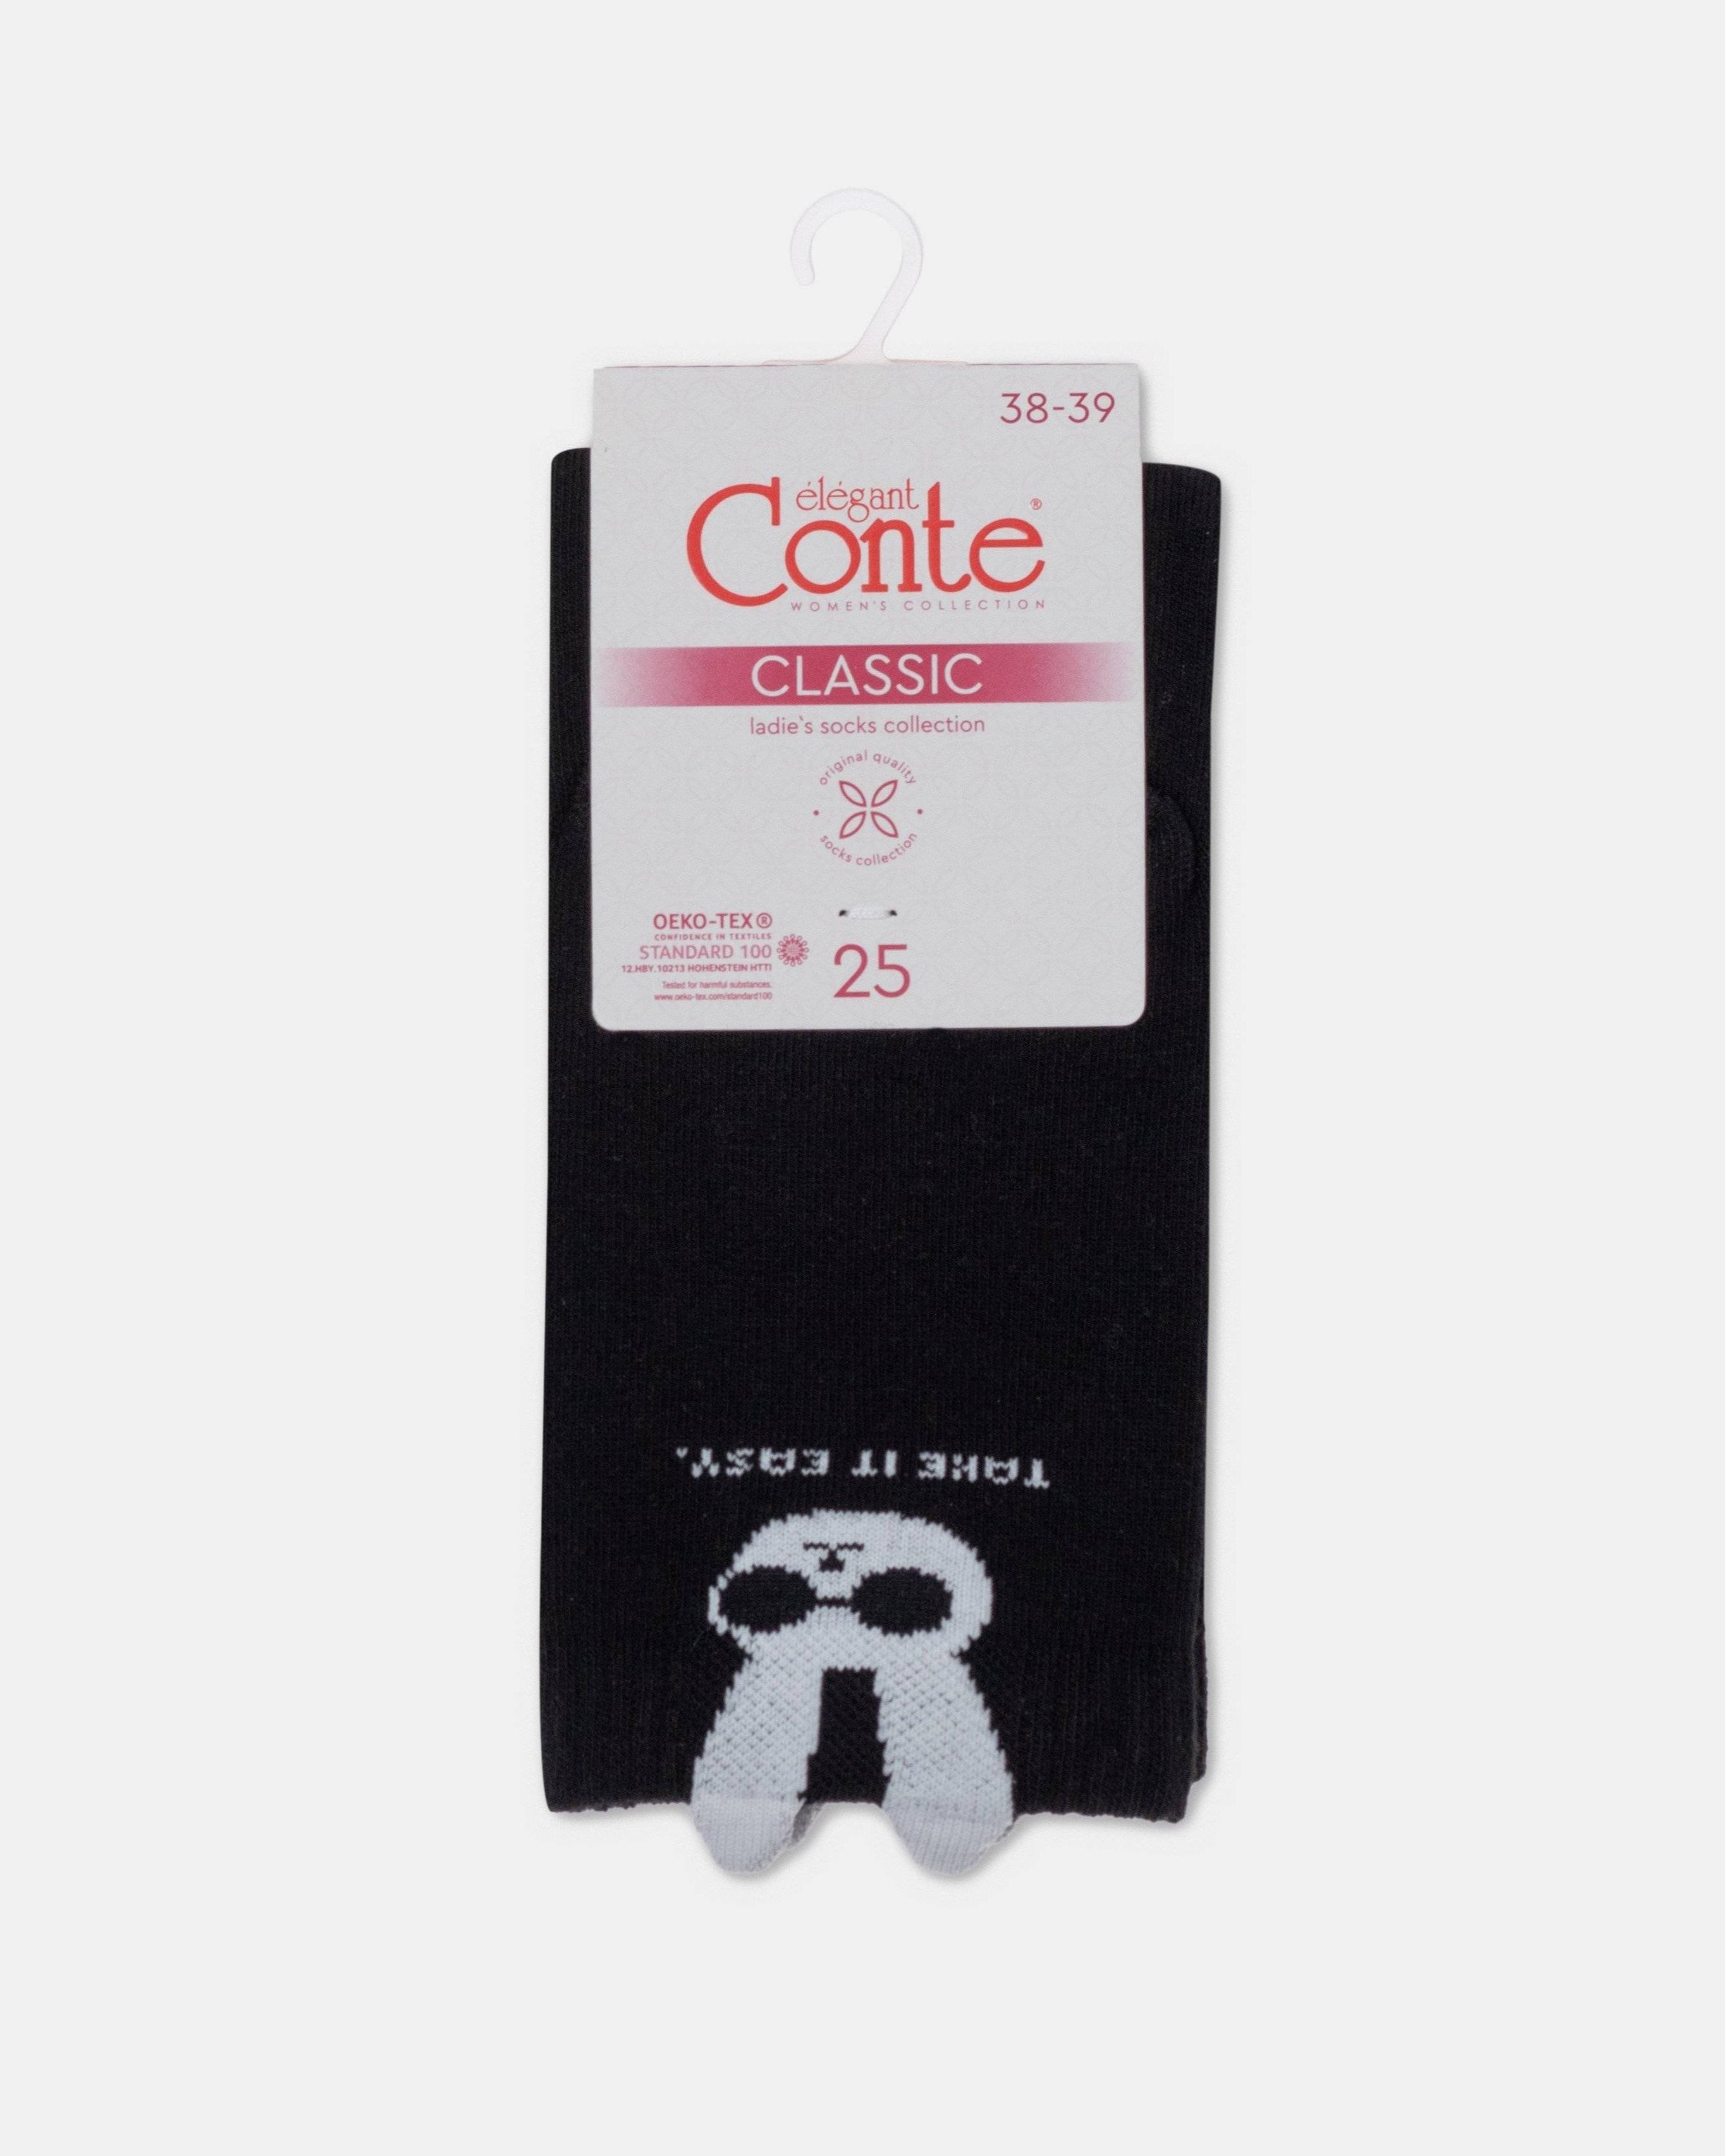 38-39
élégant
Conte®
WOMEN'S COLLECTION
CLASSIC
ladie's socks collection
original quality
socks collection
OEKO-TEX®
CONFIDENCE IN TEXTILES
STANDARD 100
12.HBY.10213 HOHENSTEIN HTTI
Tested for harmful substances.
www.oeko-tex.com/standard100
25
TAKE IT EASY.